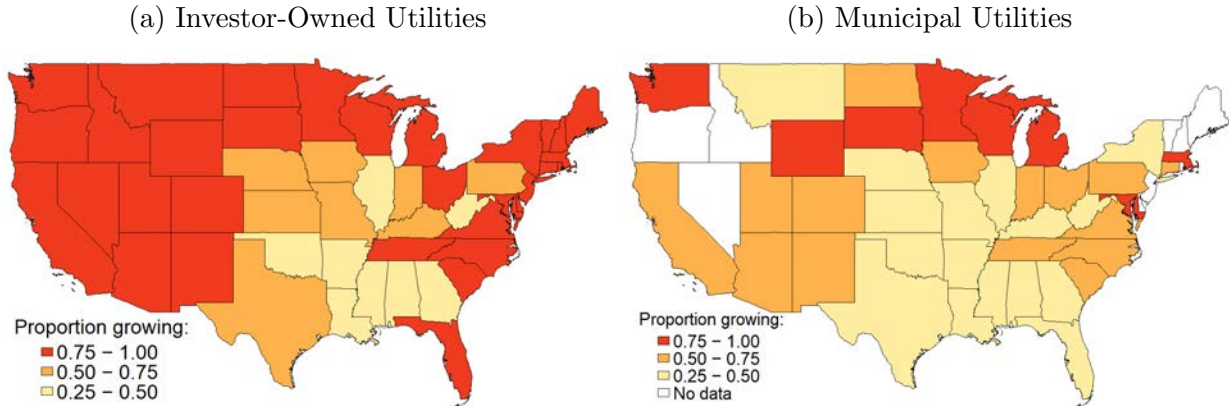 (a) Investor-Owned Utilities
(b) Municipal Utilities
Proportion growing:
0.75 − 1.00
0.50 − 0.75
0.25 − 0.50
Proportion growing:
0.75 − 1.00
0.50 − 0.75
0.25 − 0.50
No data